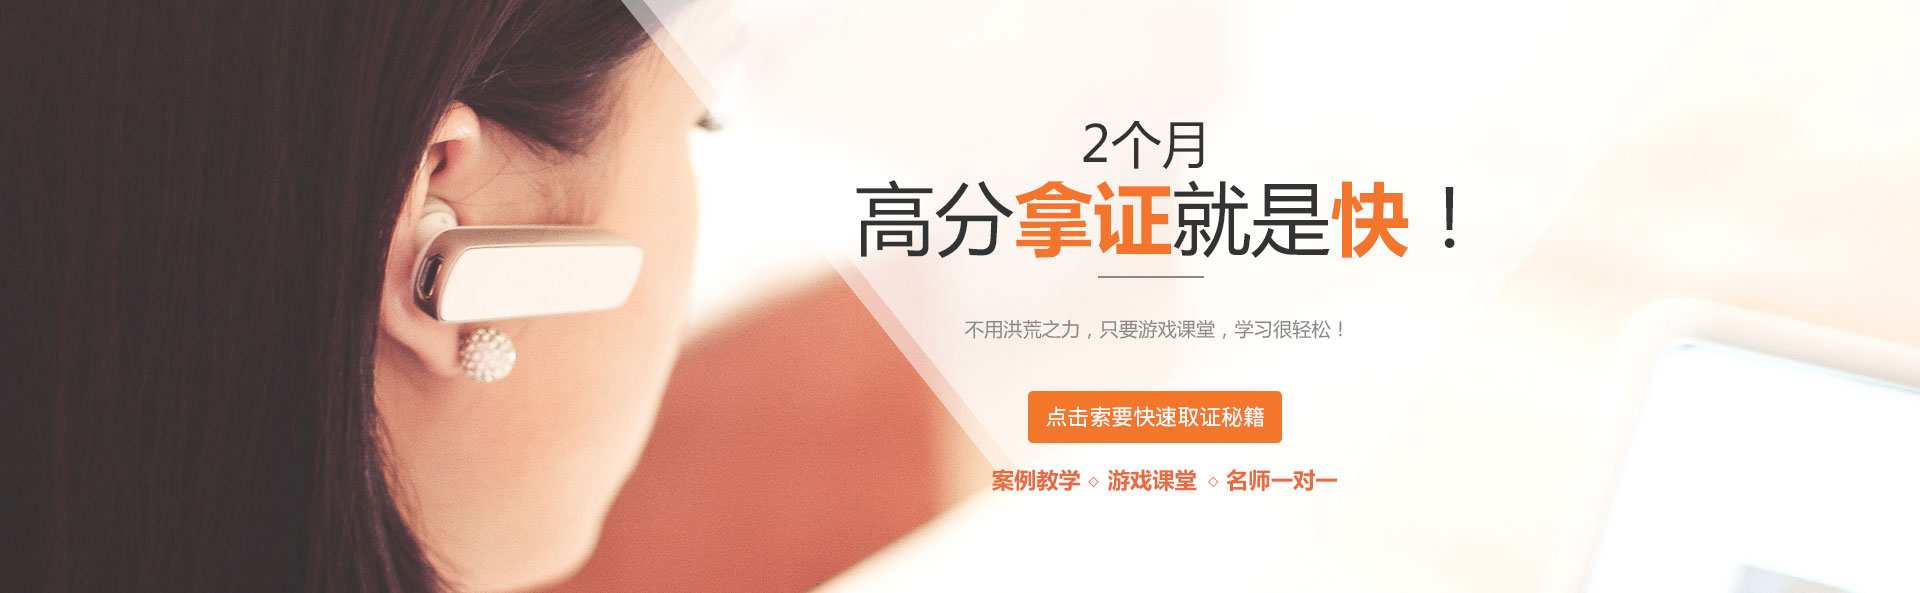 2个月
高分拿证就是快！
不用洪荒之力，只要游戏课堂，学习很轻松！
点击索要快速取证秘籍
案例教学 ◇ 游戏课堂 ◇ 名师一对一